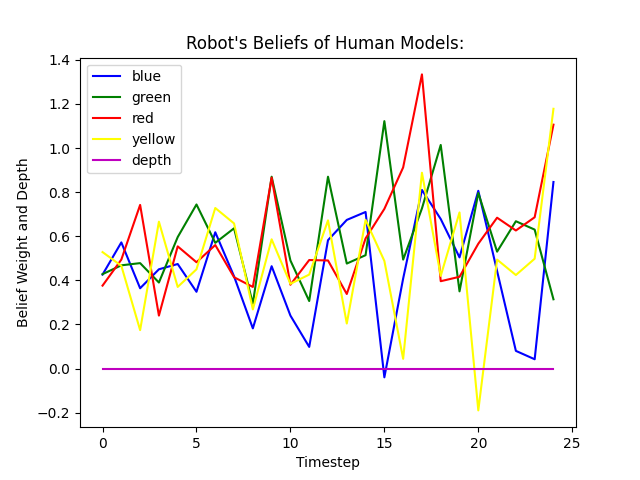 Robot's Beliefs of Human Models:
blue
green
red
yellow
depth
Belief Weight and Depth
1.4
1.2
1.0
0.8
0.6
0.4
0.2
0.0
−0.2
0 5 10 15 20 25
Timestep